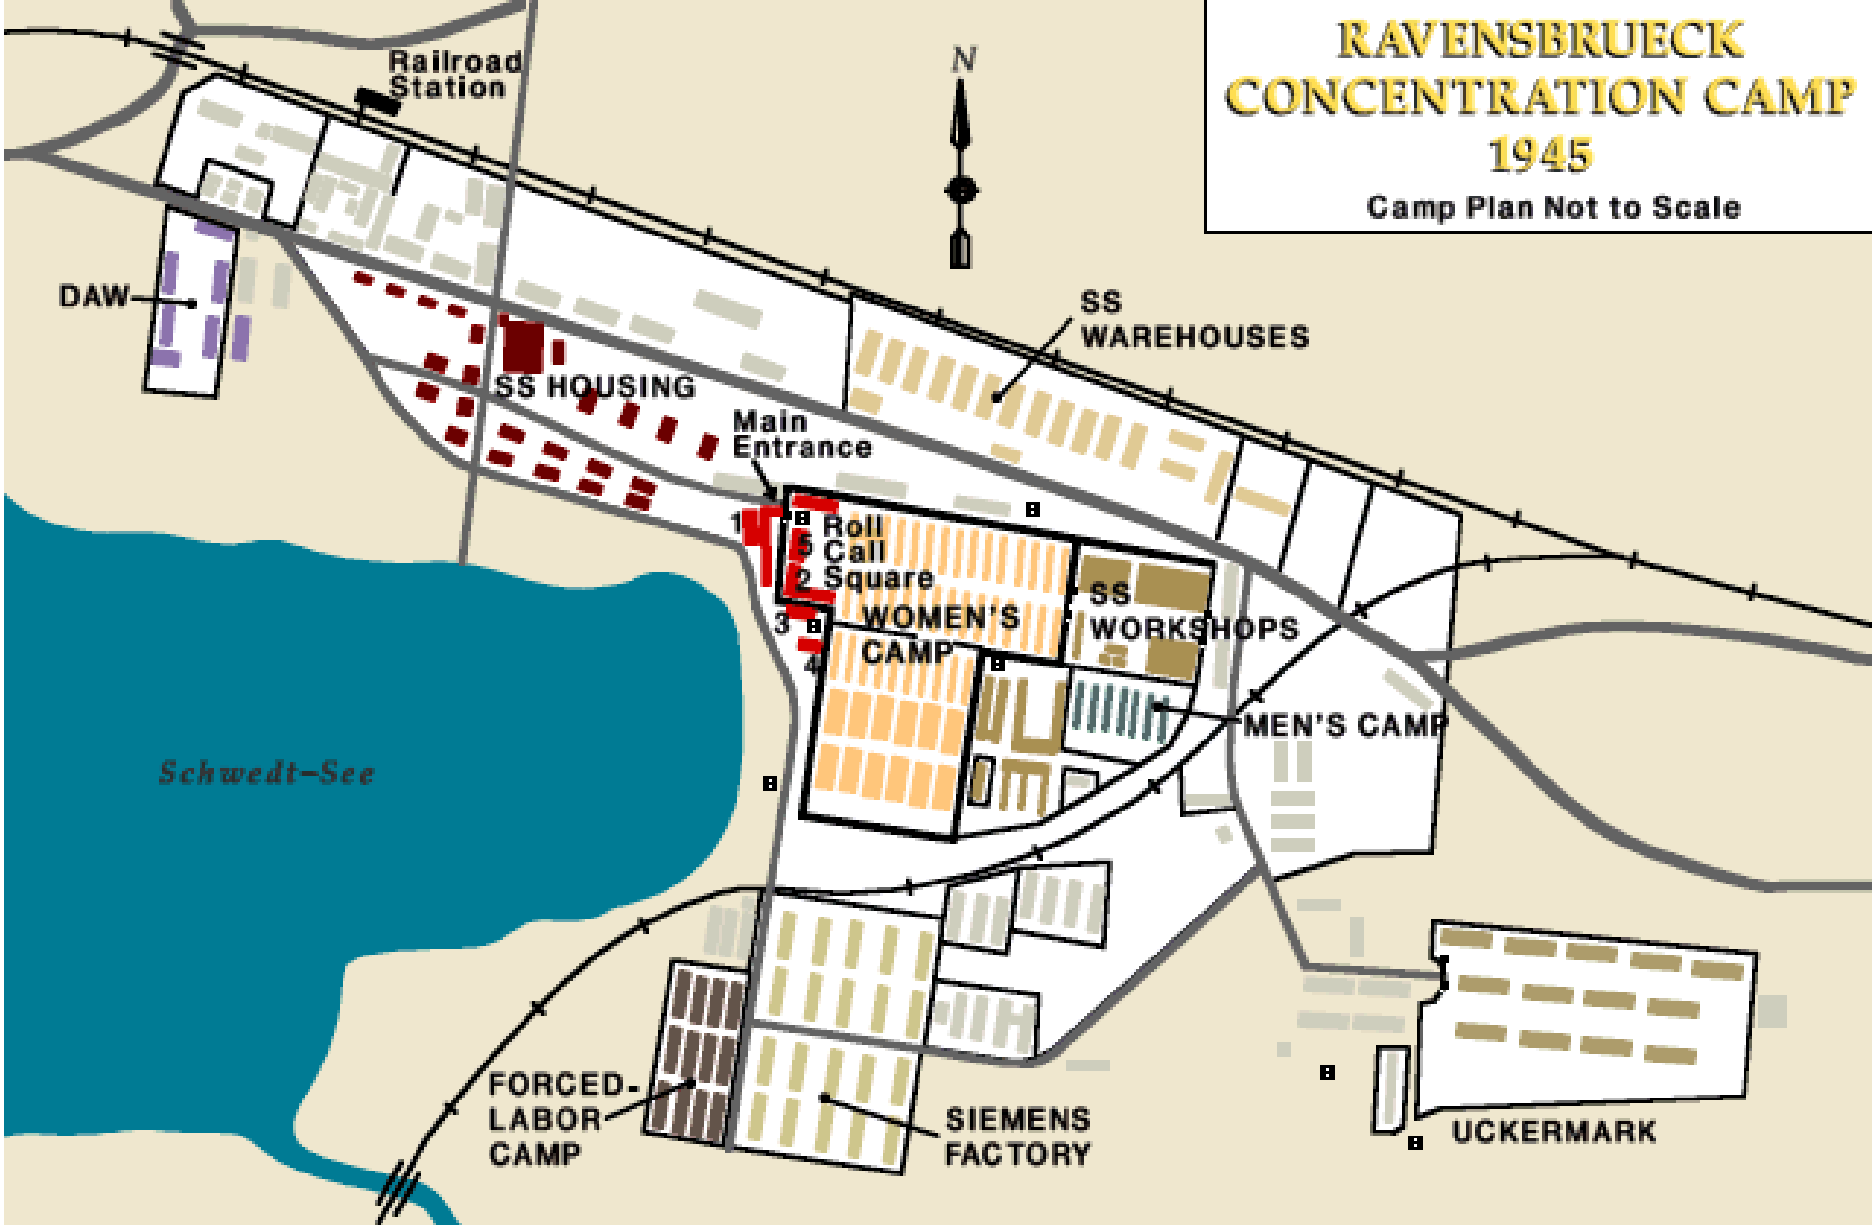 RAVENSBRUECK
CONCENTRATION CAMP
1945
Camp Plan Not to Scale
N
Railroad
Station
DAW
SS
WAREHOUSES
SS HOUSING
Main
Entrance
1
Roll
5 Call
2 Square
3
4
WOMEN'S
CAMP
SS
WORKSHOPS
MEN'S CAMP
Schwedt-See
FORCED-
LABOR
CAMP
SIEMENS
FACTORY
UCKERMARK